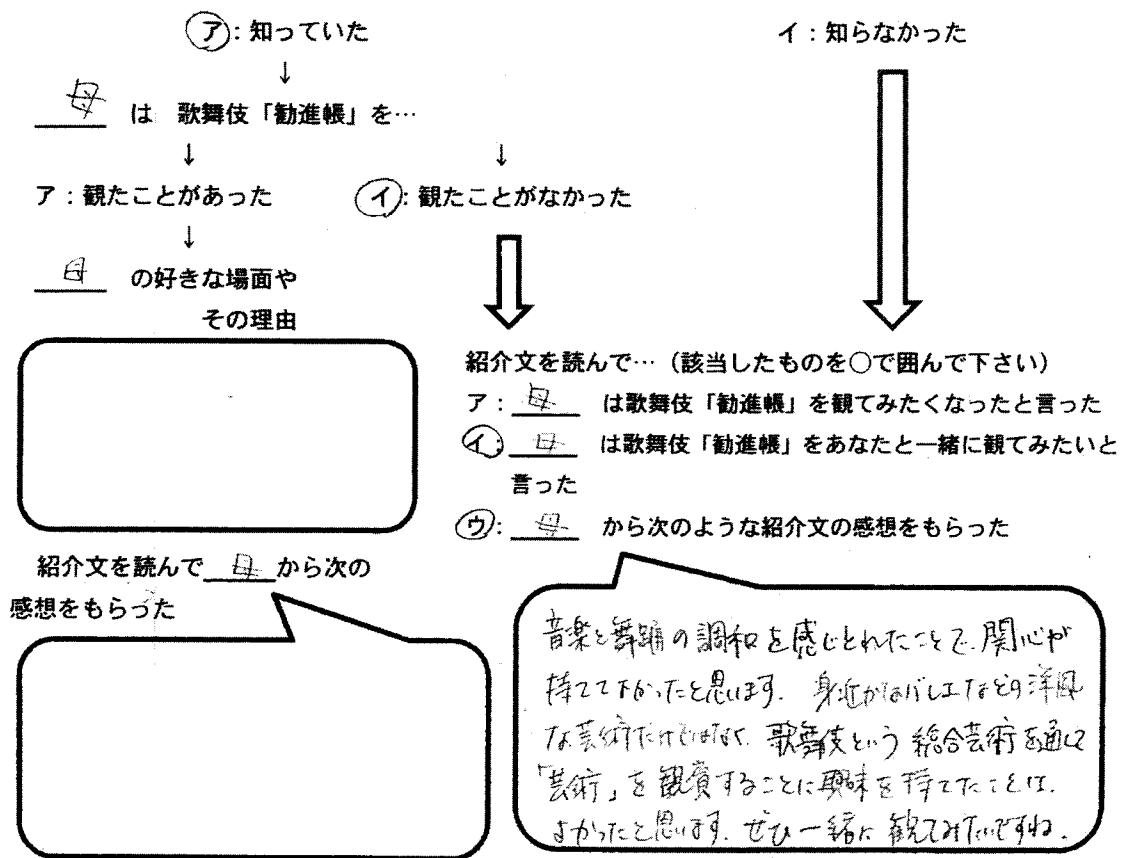 ア：知っていた
イ：知らなかった
↓
母 は 歌舞伎「勧進帳」を…
↓ ↓
ア：観たことがあった
イ：観たことがなかった
↓
母 の好きな場面や
その理由
紹介文を読んで…（該当したものを○で囲んで下さい）
ア：母 は歌舞伎「勧進帳」を観てみたくなったと言った
イ：母 は歌舞伎「勧進帳」をあなたと一緒に観てみたいと
言った
ウ：母 から次のような紹介文の感想をもらった
紹介文を読んで 母 から次の
感想をもらった
音楽と舞踊の調和を感じとれたことで、関心が
持ててよかったと思います。身近かなバレエなどの洋風
な芸術だけではなく、歌舞伎という総合芸術を通して
「芸術」を観賞することに興味を持てたことは、
よかったと思います。ぜひ一緒に観てみたいですね。